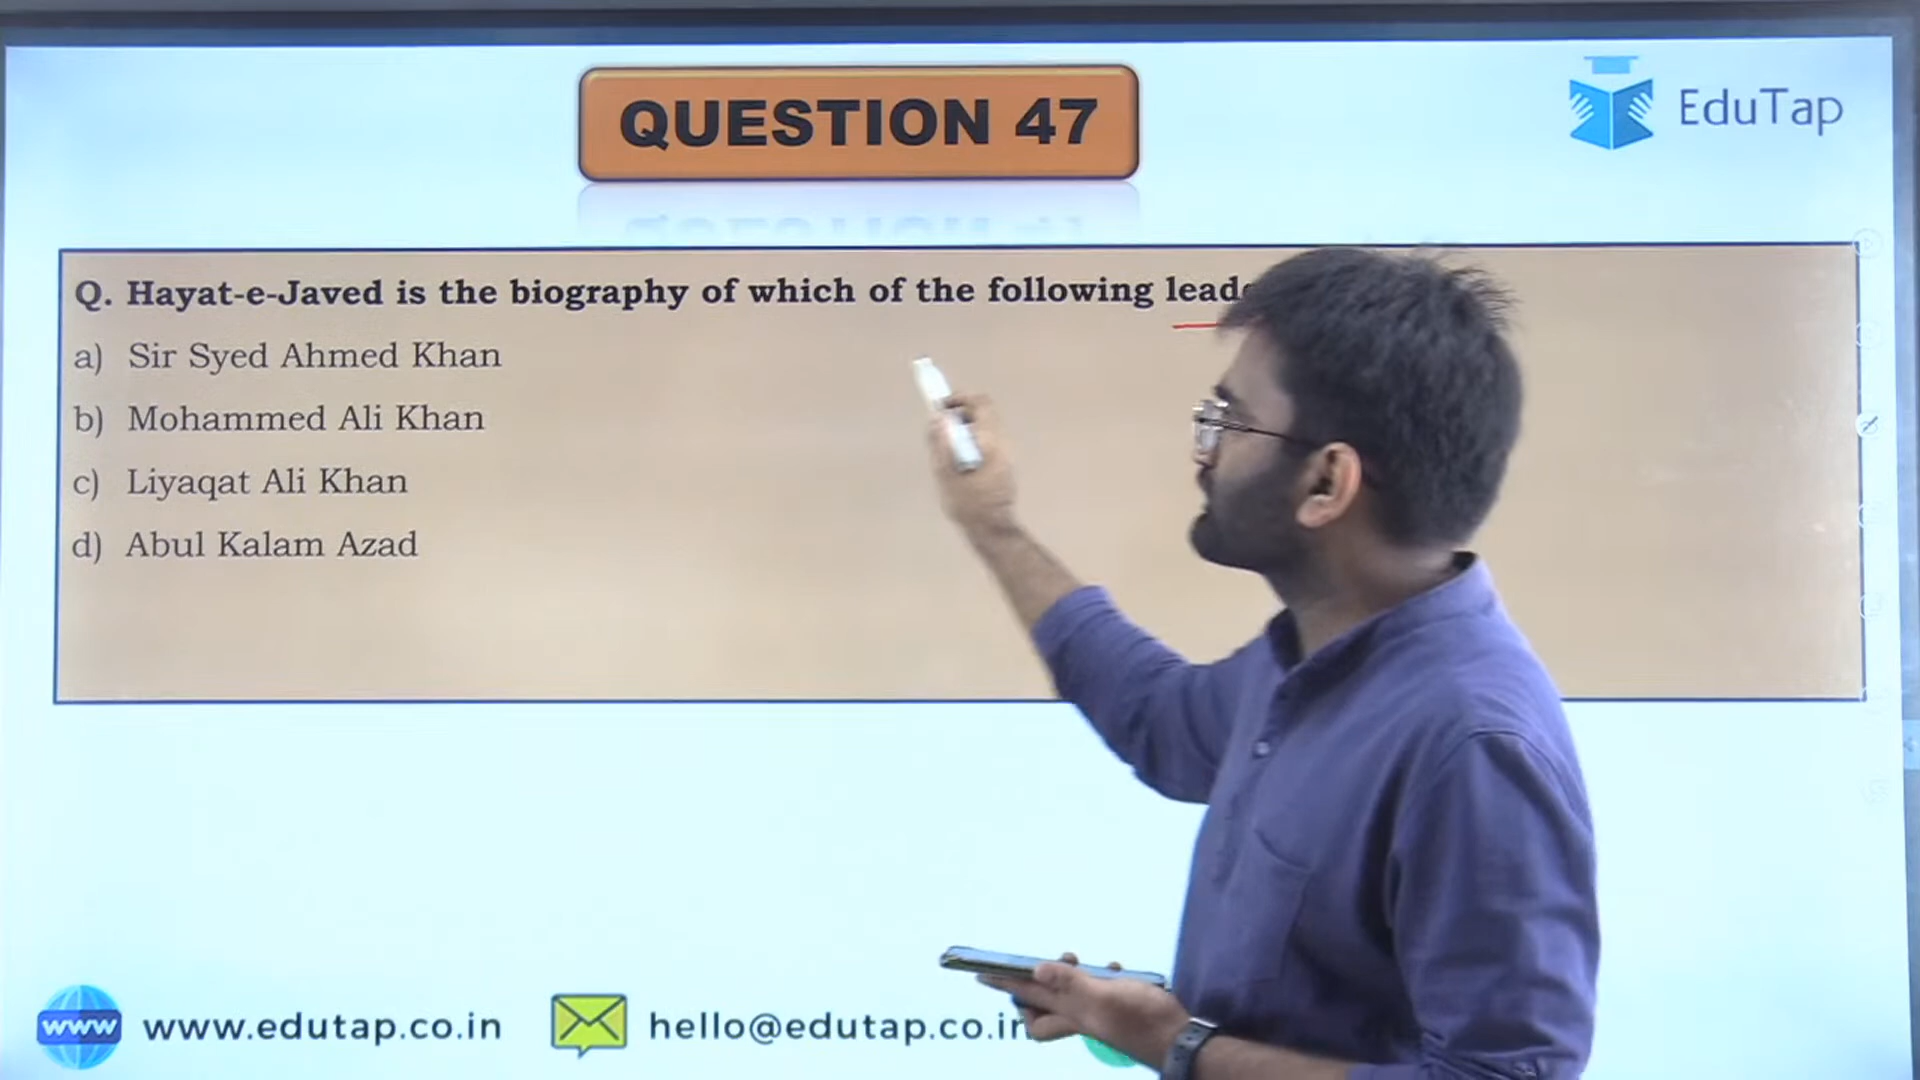 QUESTION 47
EduTap
Q. Hayat-e-Javed is the biography of which of the following
a) Sir Syed Ahmed Khan
b) Mohammed Ali Khan
c) Liyaqat Ali Khan
d) Abul Kalam Azad
www www.edutap.co.in hello@edutap.co.in